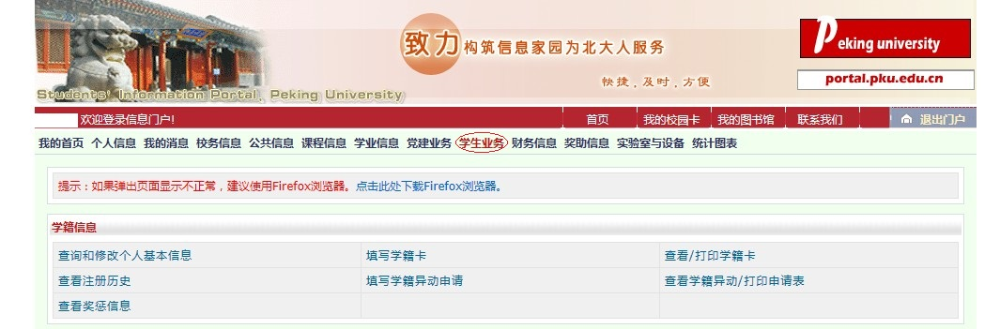 致力构筑信息家园为北大人服务
快捷，及时，方便
Peking university
portal.pku.edu.cn
Students' Information Portal, Peking University
欢迎登录信息门户! 首页 我的校园卡 我的图书馆 联系我们 退出门户
我的首页 个人信息 我的消息 校务信息 公共信息 课程信息 学业信息 党建业务 学生业务 财务信息 奖助信息 实验室与设备 统计图表
提示：如果弹出页面显示不正常，建议使用Firefox浏览器。点击此处下载Firefox浏览器。
学籍信息
查询和修改个人基本信息 填写学籍卡 查看/打印学籍卡
查看注册历史 填写学籍异动申请 查看学籍异动/打印申请表
查看奖惩信息